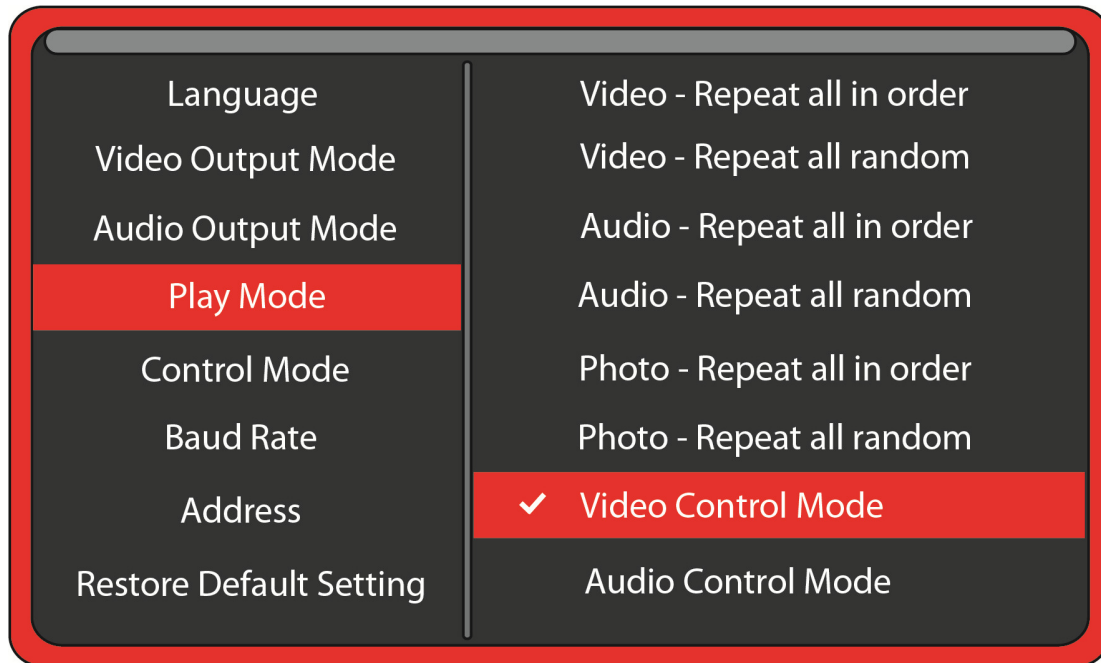 Language
Video Output Mode
Audio Output Mode
Play Mode
Control Mode
Baud Rate
Address
Restore Default Setting
Video - Repeat all in order
Video - Repeat all random
Audio - Repeat all in order
Audio - Repeat all random
Photo - Repeat all in order
Photo - Repeat all random
✓ Video Control Mode
Audio Control Mode